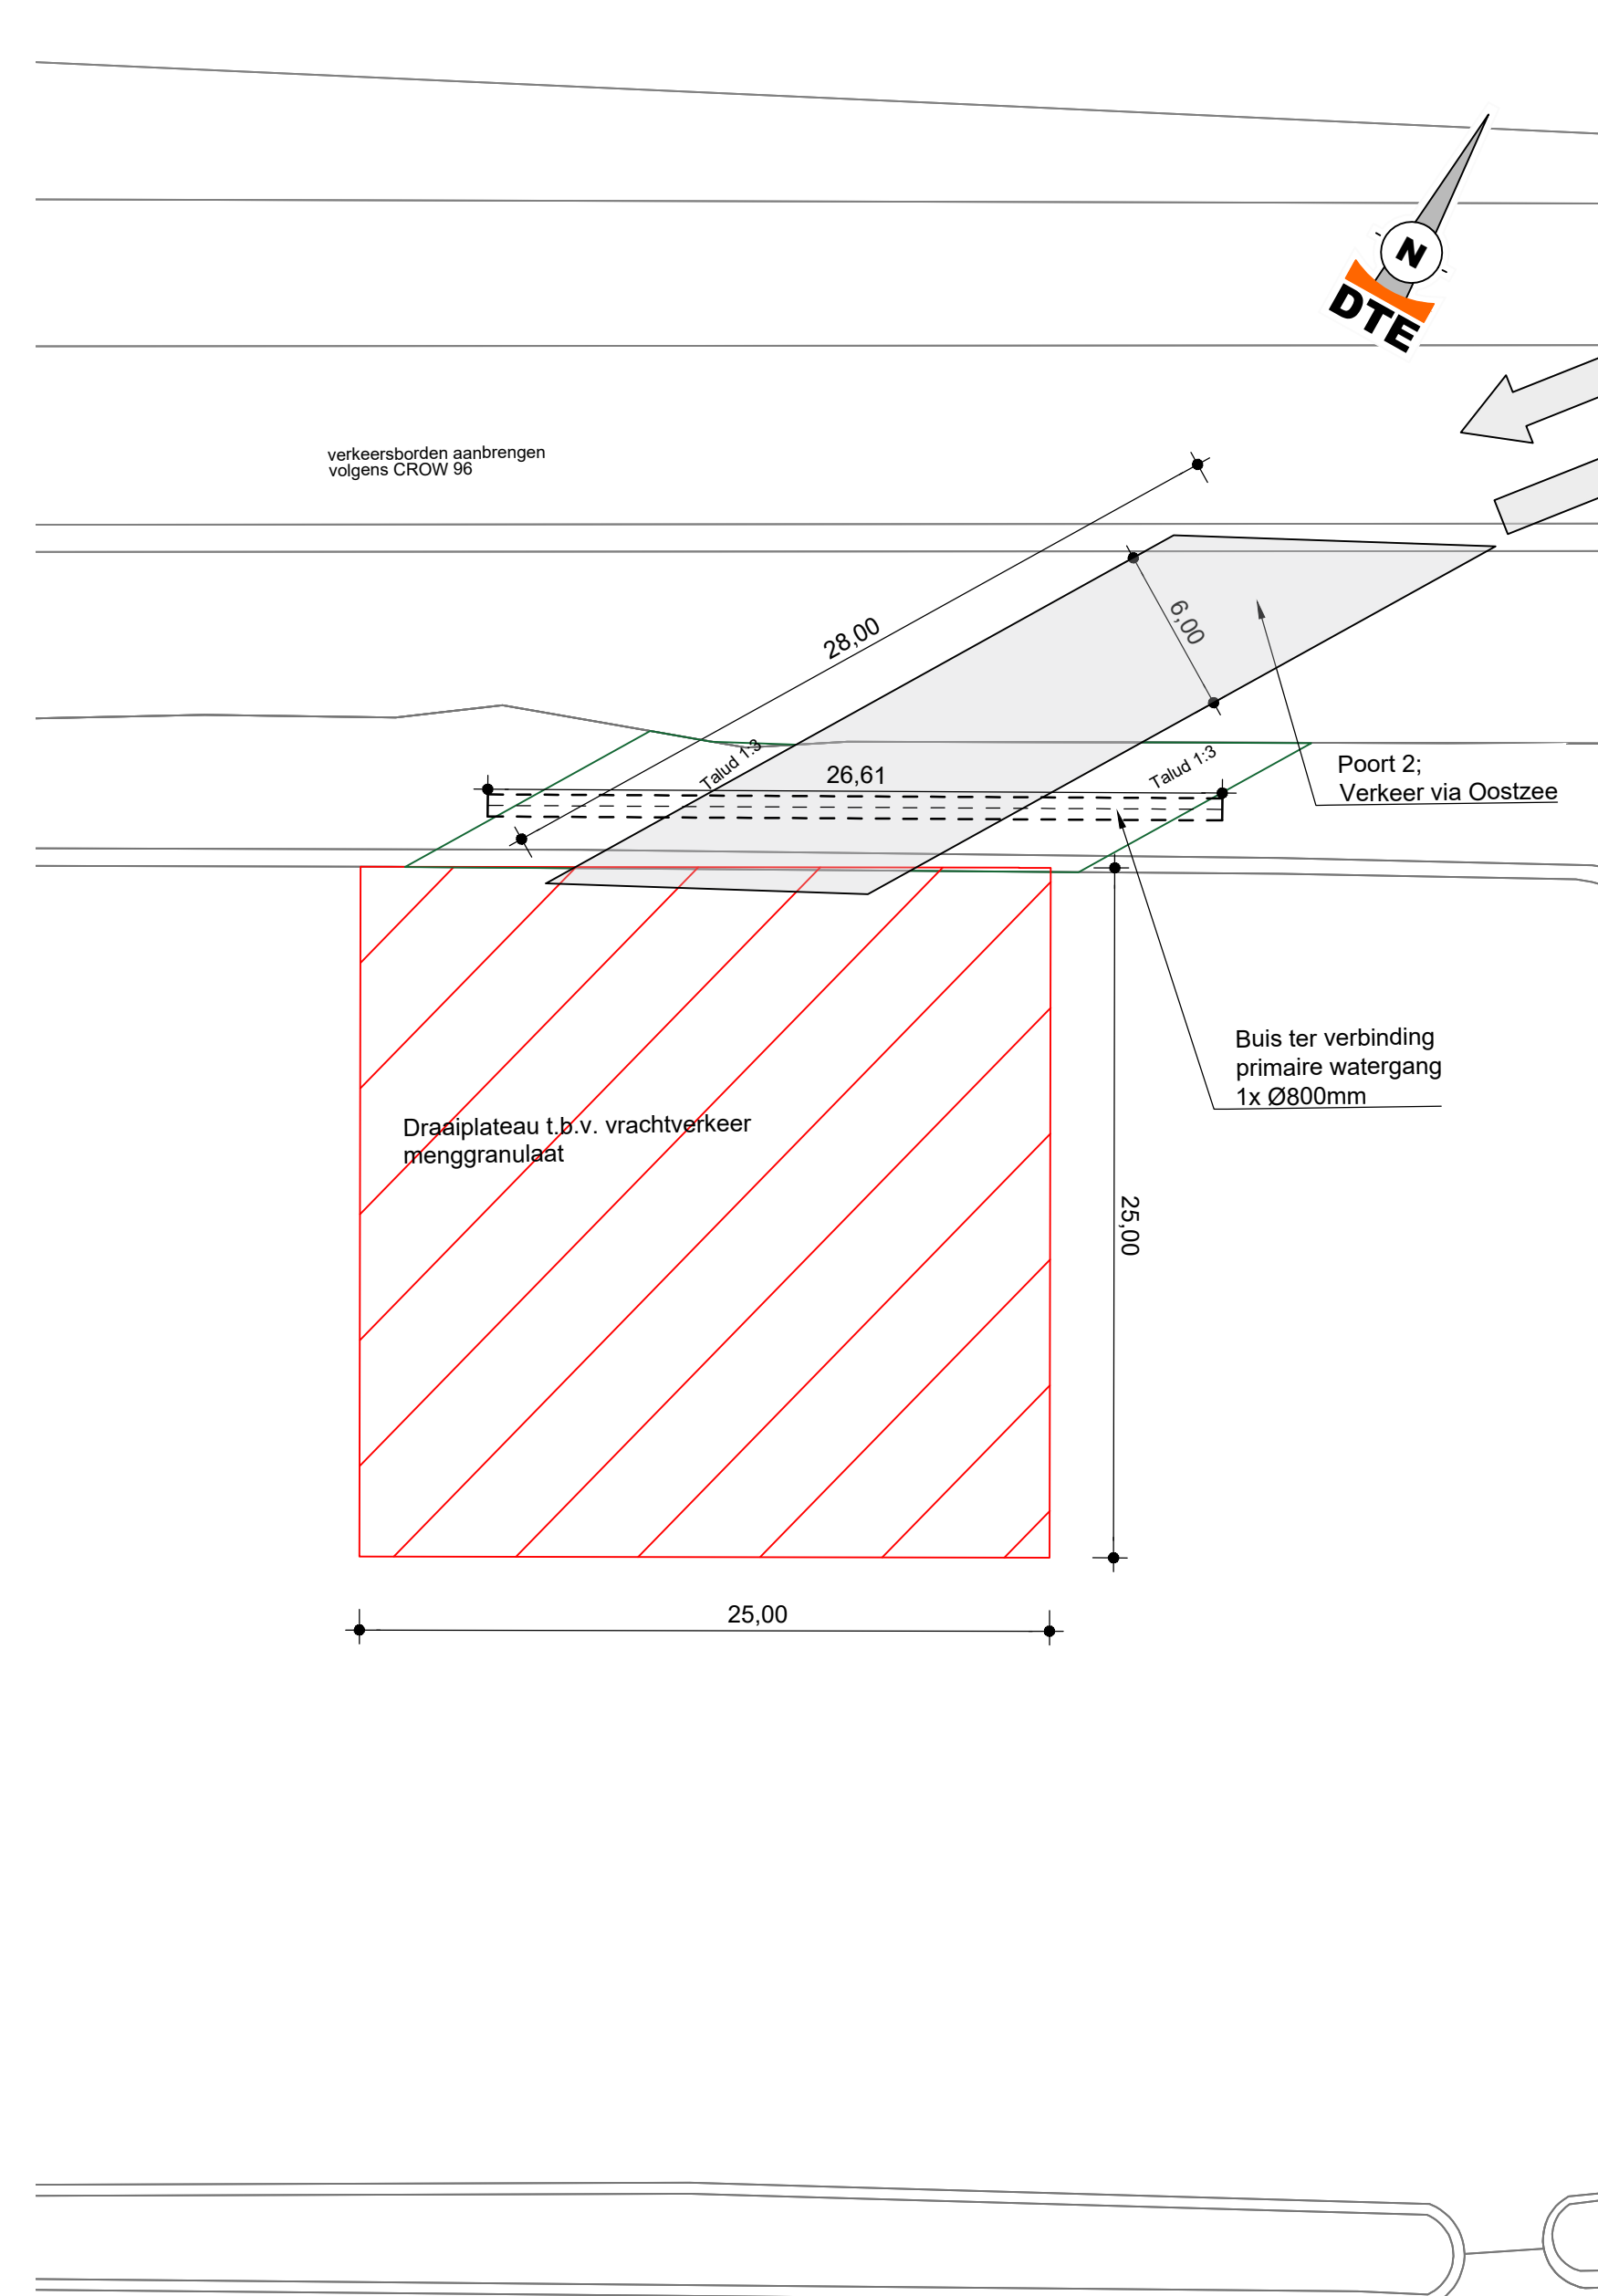 N
DTE
verkeersborden aanbrengen
volgens CROW 96
28,00
6,00
Talud 1:3
Talud 1:3
26,61
Poort 2;
Verkeer via Oostzee
Buis ter verbinding
primaire watergang
1x Ø800mm
Draaiplateau t.b.v. vrachtverkeer
menggranulaat
25,00
25,00